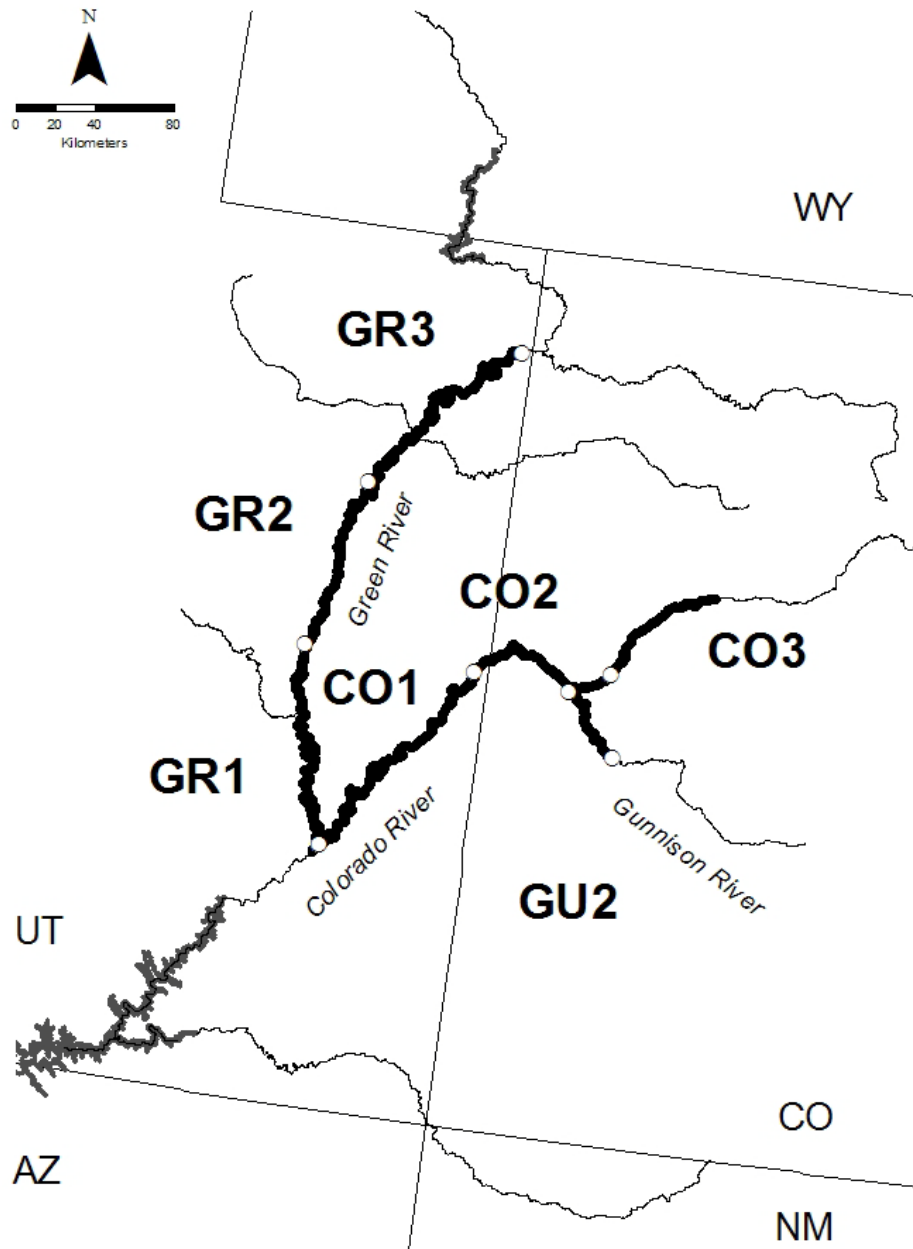 N
0 20 40 80
Kilometers
WY
GR3
GR2
Green River
CO2
CO3
CO1
GR1
Colorado River
Gunnison River
GU2
UT
CO
AZ
NM